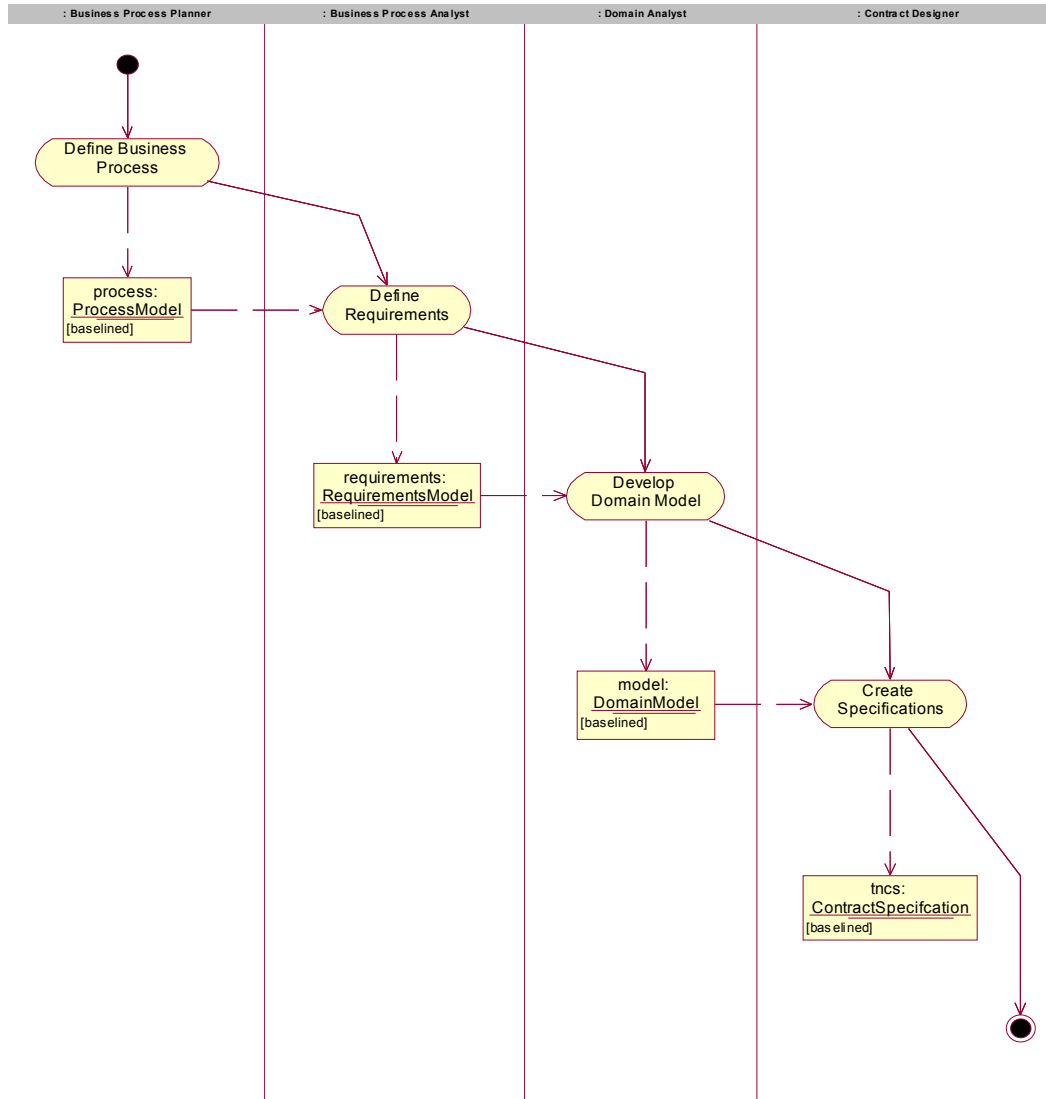 : Business Process Planner
: Business Process Analyst
: Domain Analyst
: Contract Designer
Define Business
Process
process:
ProcessModel
[baselined]
Define
Requirements
requirements:
RequirementsModel
[baselined]
Develop
Domain Model
model:
DomainModel
[baselined]
Create
Specifications
tncs:
ContractSpecifcation
[baselined]